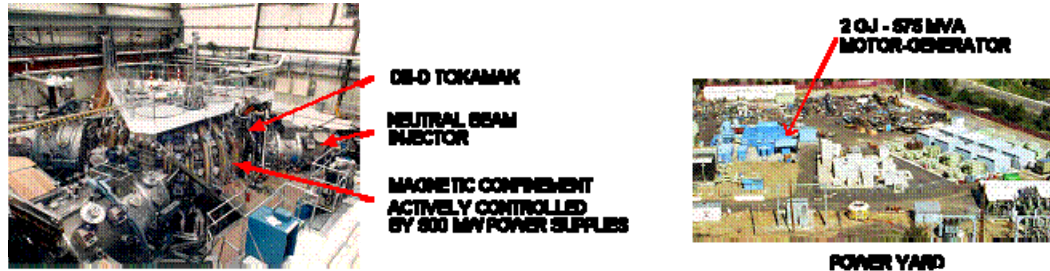 DIII-D TOKAMAK
NEUTRAL BEAM
INJECTOR
MAGNETIC CONFINEMENT
ACTIVELY CONTROLLED
BY 800 MW POWER SUPPLIES
2 GJ - 575 MVA
MOTOR-GENERATOR
POWER YARD